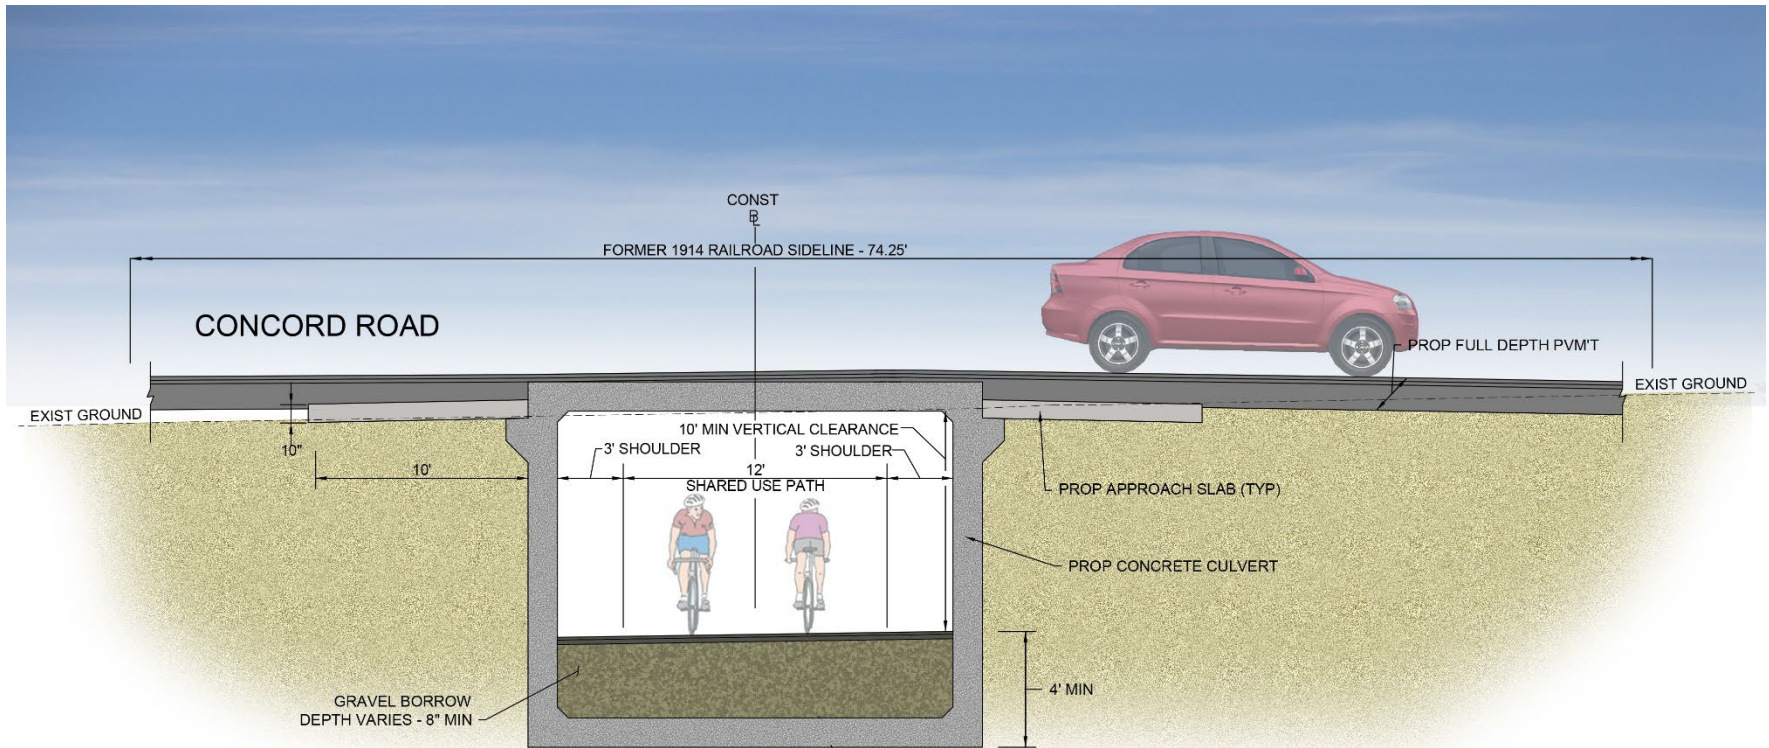 CONST
BL
FORMER 1914 RAILROAD SIDELINE - 74.25'
CONCORD ROAD
PROP FULL DEPTH PVM'T
EXIST GROUND
EXIST GROUND
10' MIN VERTICAL CLEARANCE
3' SHOULDER
3' SHOULDER
10"
10'
12'
SHARED USE PATH
PROP APPROACH SLAB (TYP)
PROP CONCRETE CULVERT
GRAVEL BORROW
DEPTH VARIES - 8" MIN
4' MIN